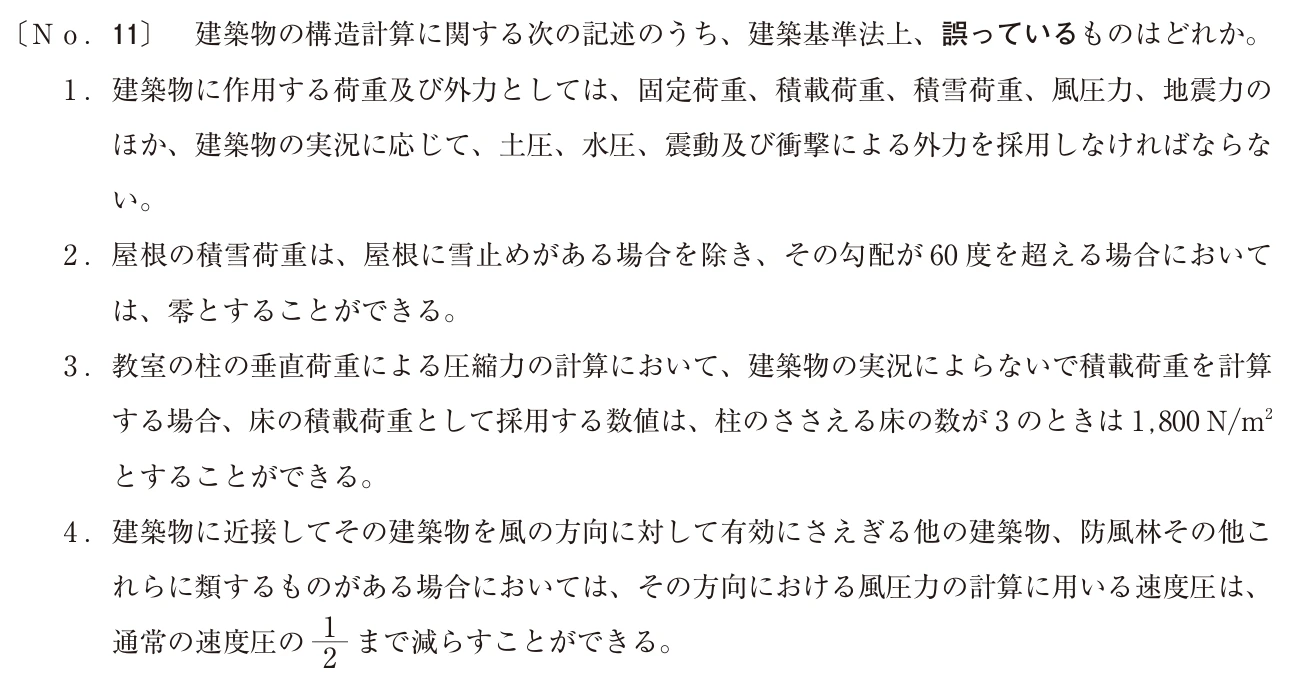 〔Ｎｏ．11〕　建築物の構造計算に関する次の記述のうち、建築基準法上、誤っているものはどれか。
1．建築物に作用する荷重及び外力としては、固定荷重、積載荷重、積雪荷重、風圧力、地震力の
ほか、建築物の実況に応じて、土圧、水圧、震動及び衝撃による外力を採用しなければならな
い。
2．屋根の積雪荷重は、屋根に雪止めがある場合を除き、その勾配が 60 度を超える場合において
は、零とすることができる。
3．教室の柱の垂直荷重による圧縮力の計算において、建築物の実況によらないで積載荷重を計算
する場合、床の積載荷重として採用する数値は、柱のささえる床の数が 3 のときは 1,800 N/m²
とすることができる。
4．建築物に近接してその建築物を風の方向に対して有効にさえぎる他の建築物、防風林その他こ
れらに類するものがある場合においては、その方向における風圧力の計算に用いる速度圧は、
通常の速度圧の 1/2 まで減らすことができる。